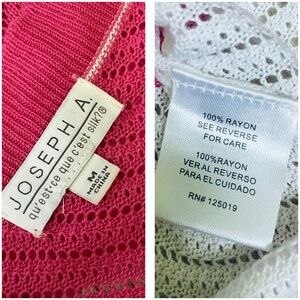 JOSEPH A.
qu'est-ce que c'est silk?®
M
MADE IN
CHINA
100% RAYON
SEE REVERSE
FOR CARE
100%RAYON
VER AL REVERSO
PARA EL CUIDADO
RN# 125019